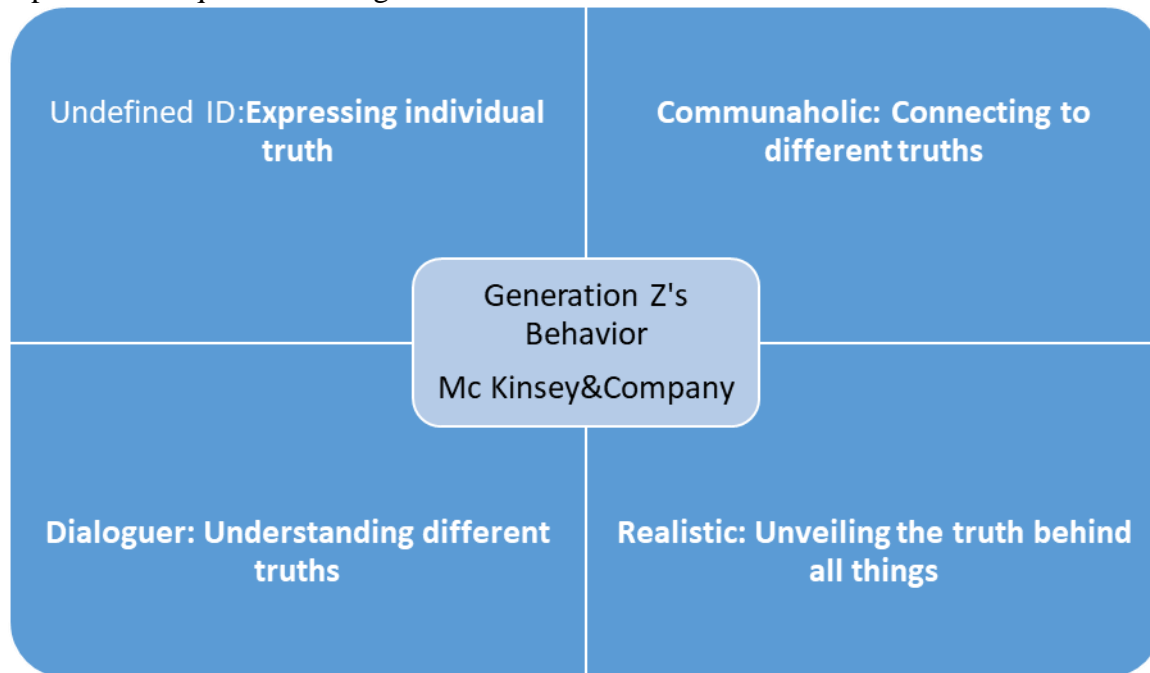 Undefined ID:Expressing individual
truth
Communaholic: Connecting to
different truths
Generation Z's
Behavior
Mc Kinsey&Company
Dialoguer: Understanding different
truths
Realistic: Unveiling the truth behind
all things